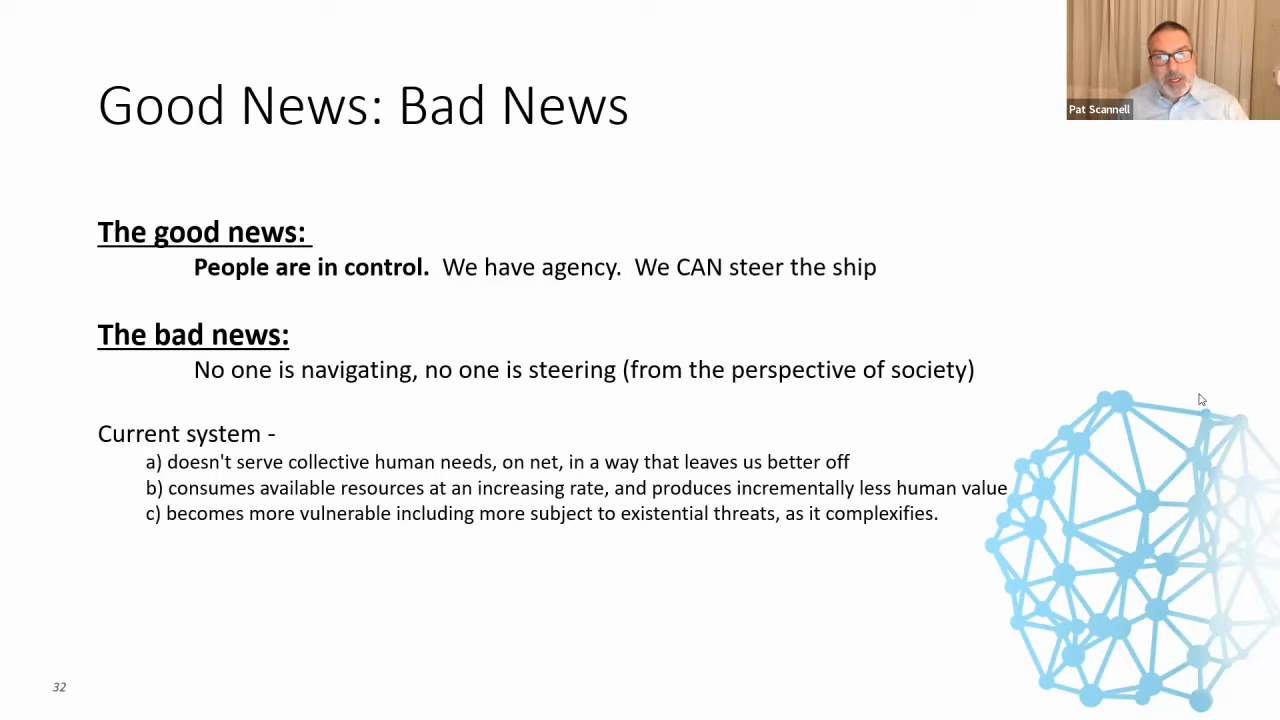 Good News: Bad News
Pat Scannell
The good news:
People are in control.  We have agency.  We CAN steer the ship
The bad news:
No one is navigating, no one is steering (from the perspective of society)
Current system -
a) doesn't serve collective human needs, on net, in a way that leaves us better off
b) consumes available resources at an increasing rate, and produces incrementally less human value
c) becomes more vulnerable including more subject to existential threats, as it complexifies.
32